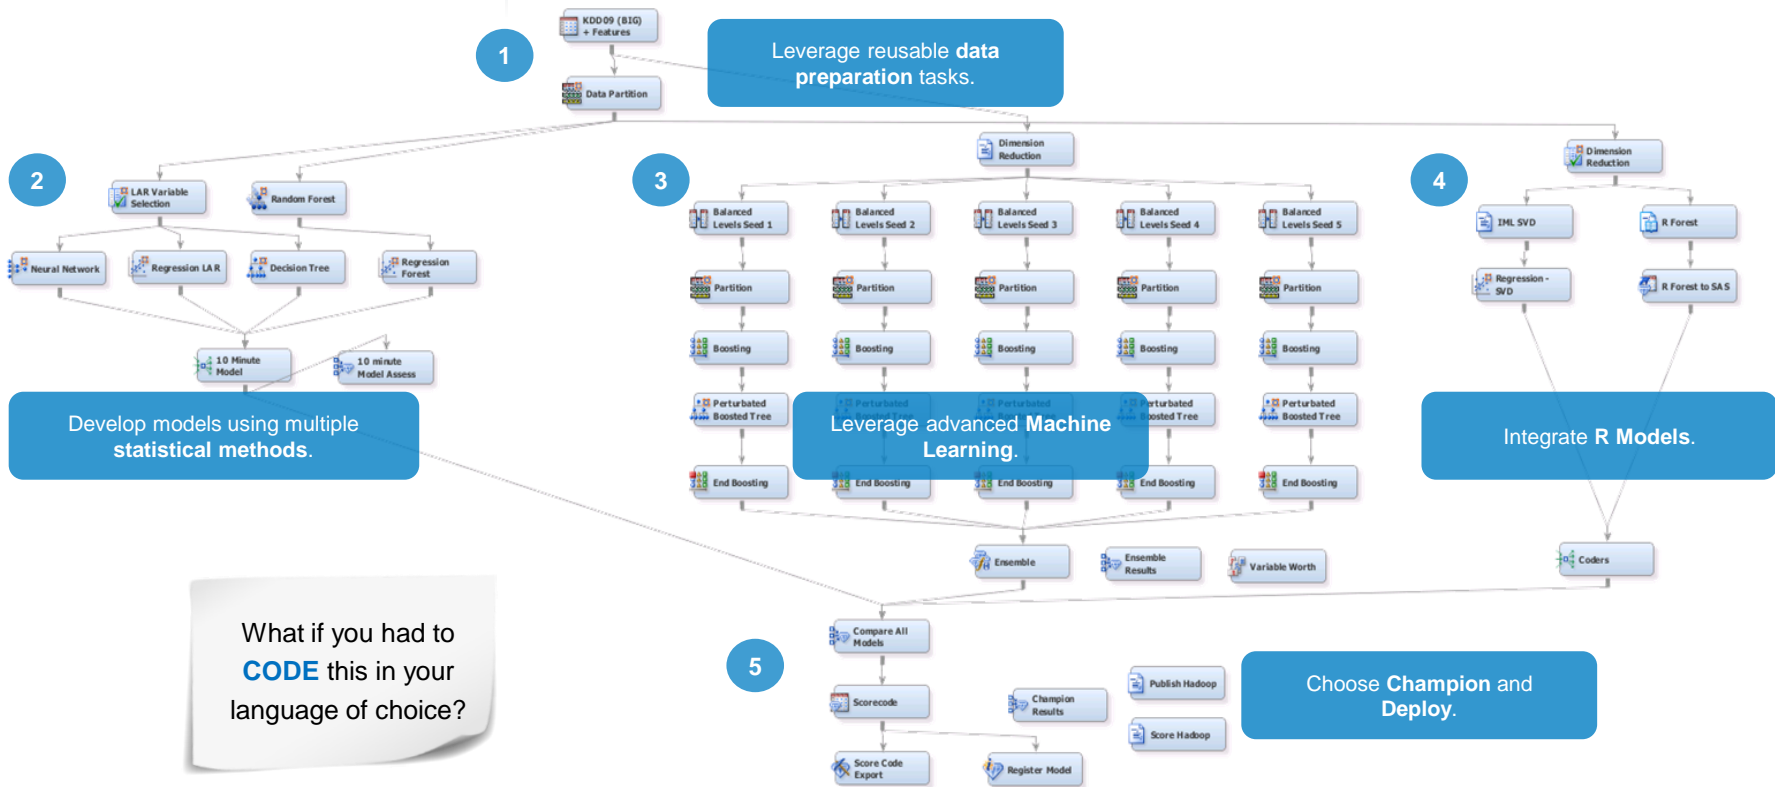 KDD09 (BIG)
+ Features
1
Leverage reusable data
preparation tasks.
Data Partition
2
LAR Variable
Selection
Random Forest
Neural Network
Regression LAR
Decision Tree
Regression
Forest
10 Minute
Model
10 minute
Model Assess
Develop models using multiple
statistical methods.
3
Dimension
Reduction
Balanced
Levels Seed 1
Balanced
Levels Seed 2
Balanced
Levels Seed 3
Balanced
Levels Seed 4
Balanced
Levels Seed 5
Partition
Partition
Partition
Partition
Partition
Boosting
Boosting
Boosting
Boosting
Boosting
Perturbated
Boosted Tree
Perturbated
Boosted Tree
Perturbated
Boosted Tree
Perturbated
Boosted Tree
Perturbated
Boosted Tree
Leverage advanced Machine
Learning.
End Boosting
End Boosting
End Boosting
End Boosting
End Boosting
Ensemble
Ensemble
Results
Variable Worth
4
Dimension
Reduction
IML SVD
R Forest
Regression -
SVD
R Forest to SAS
Integrate R Models.
Coders
What if you had to
CODE this in your
language of choice?
5
Compare All
Models
Scorecode
Champion
Results
Publish Hadoop
Score Hadoop
Score Code
Export
Register Model
Choose Champion and
Deploy.